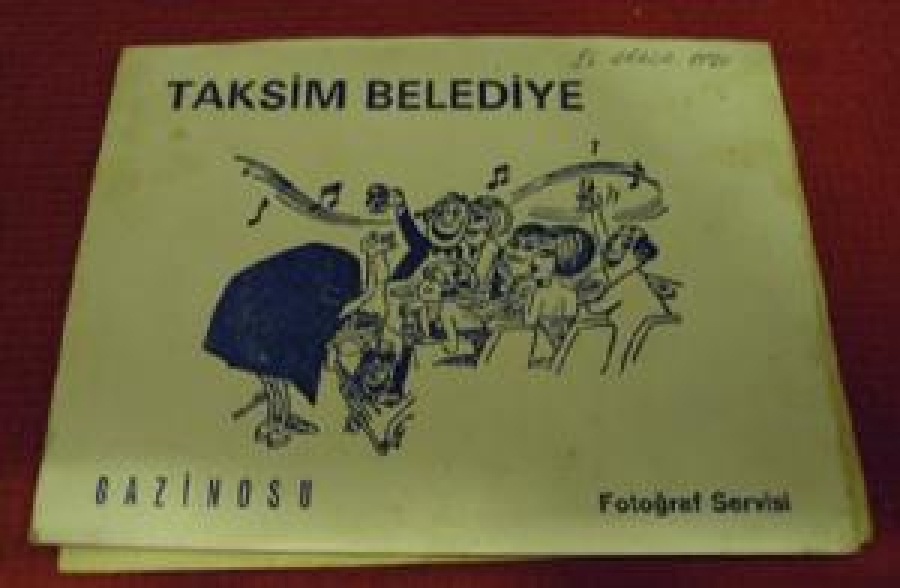 TAKSİM BELEDİYE
GAZİNOSU
Fotoğraf Servisi